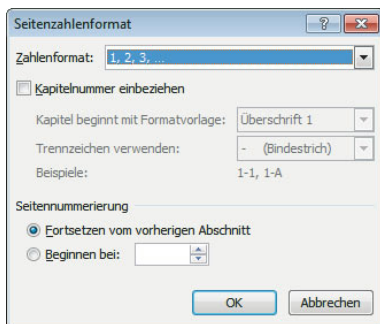 Seitenzahlenformat
Zahlenformat: 1, 2, 3, ...
Kapitelnummer einbeziehen
Kapitel beginnt mit Formatvorlage: Überschrift 1
Trennzeichen verwenden: - (Bindestrich)
Beispiele: 1-1, 1-A
Seitennummerierung
Fortsetzen vom vorherigen Abschnitt
Beginnen bei:
OK Abbrechen